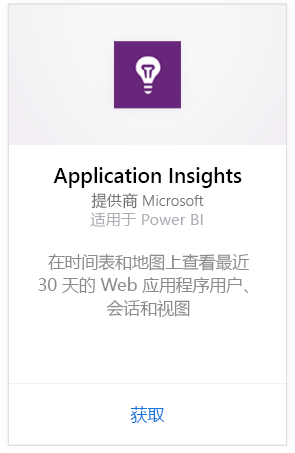 Application Insights
提供商 Microsoft
适用于 Power BI
在时间表和地图上查看最近
30 天的 Web 应用程序用户、
会话和视图
获取